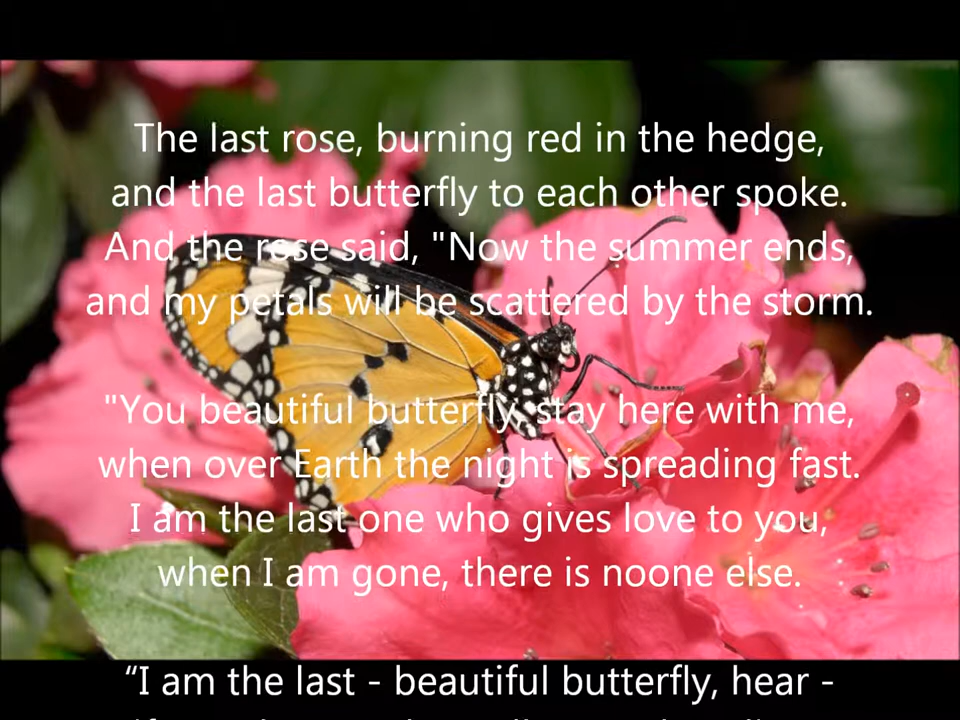 The last rose, burning red in the hedge,
and the last butterfly to each other spoke.
And the rose said, "Now the summer ends,
and my petals will be scattered by the storm.
"You beautiful butterfly, stay here with me,
when over Earth the night is spreading fast.
I am the last one who gives love to you,
when I am gone, there is noone else.
“I am the last - beautiful butterfly, hear -